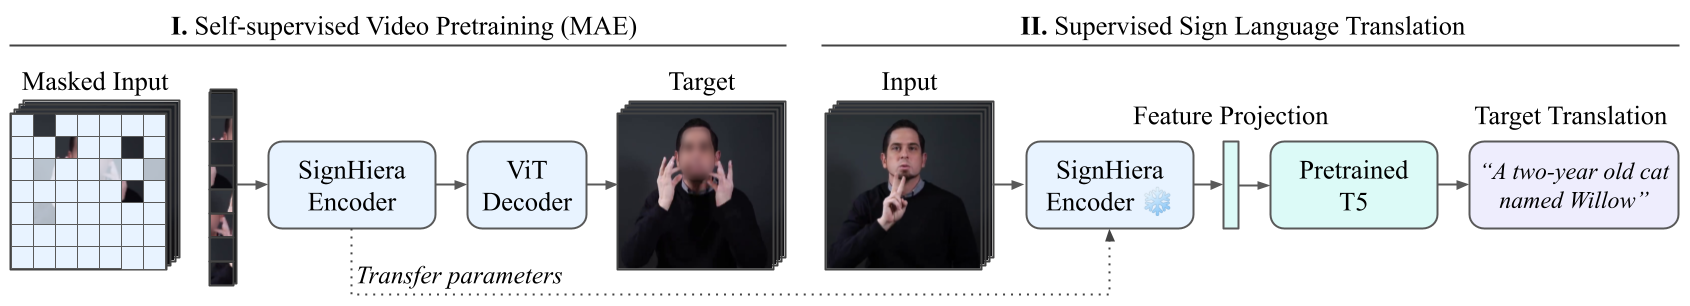 I. Self-supervised Video Pretraining (MAE)
Masked Input
Target
SignHiera
Encoder
ViT
Decoder
Transfer parameters
II. Supervised Sign Language Translation
Input
Feature Projection
Target Translation
SignHiera
Encoder
Pretrained
T5
“A two-year old cat
named Willow”